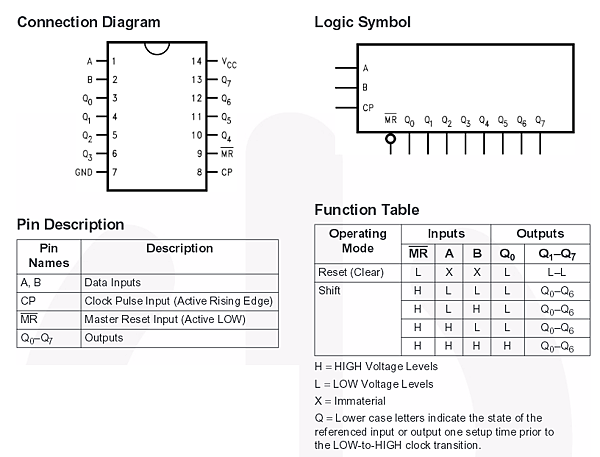 Connection Diagram
A 1 14 VCC
B 2 13 Q7
Q0 3 12 Q6
Q1 4 11 Q5
Q2 5 10 Q4
Q3 6 9 M̅R̅
GND 7 8 CP
Logic Symbol
A
B
CP
M̅R̅ Q0 Q1 Q2 Q3 Q4 Q5 Q6 Q7
Pin Description
Pin Names Description
A, B Data Inputs
CP Clock Pulse Input (Active Rising Edge)
M̅R̅ Master Reset Input (Active LOW)
Q0–Q7 Outputs
Function Table
Operating Mode Inputs Outputs
M̅R̅ A B Q0 Q1–Q7
Reset (Clear) L X X L L–L
Shift H L L L Q0–Q6
H L H L Q0–Q6
H H L L Q0–Q6
H H H H Q0–Q6
H = HIGH Voltage Levels
L = LOW Voltage Levels
X = Immaterial
Q = Lower case letters indicate the state of the
referenced input or output one setup time prior to
the LOW-to-HIGH clock transition.